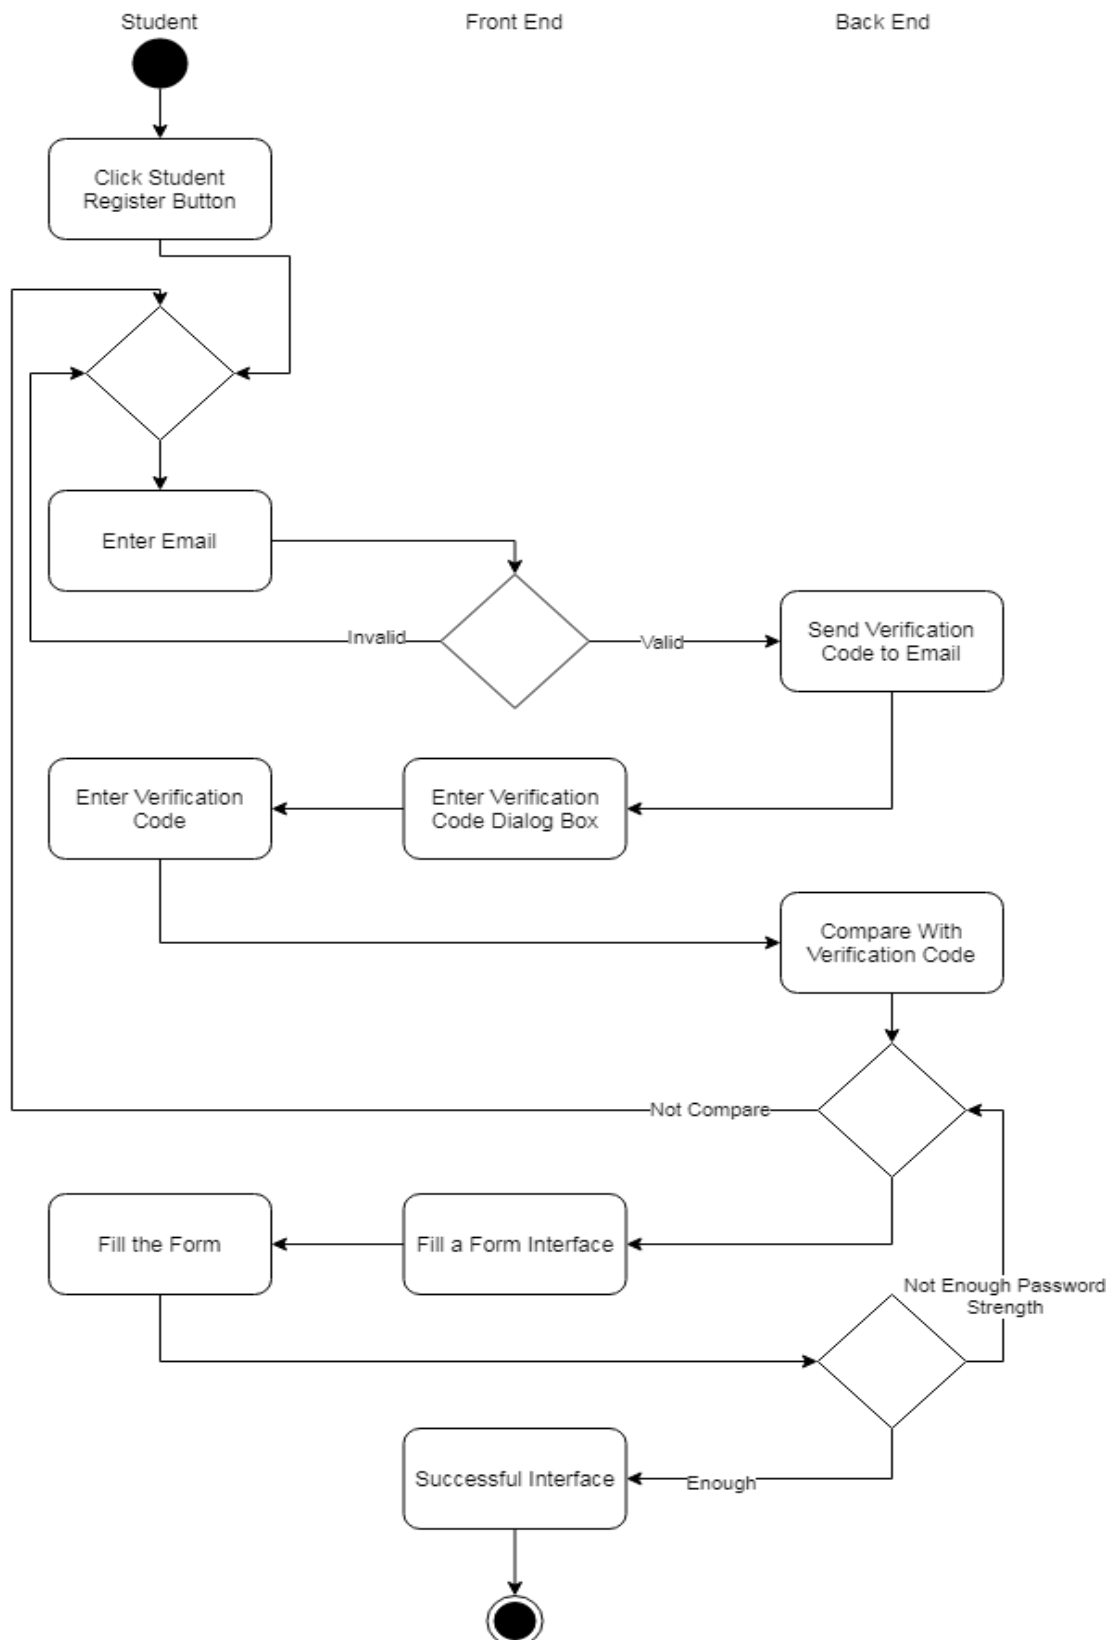 Student
Front End
Back End
Click Student
Register Button
Enter Email
Invalid
Valid
Send Verification
Code to Email
Enter Verification
Code
Enter Verification
Code Dialog Box
Compare With
Verification Code
Not Compare
Fill the Form
Fill a Form Interface
Not Enough Password
Strength
Successful Interface
Enough